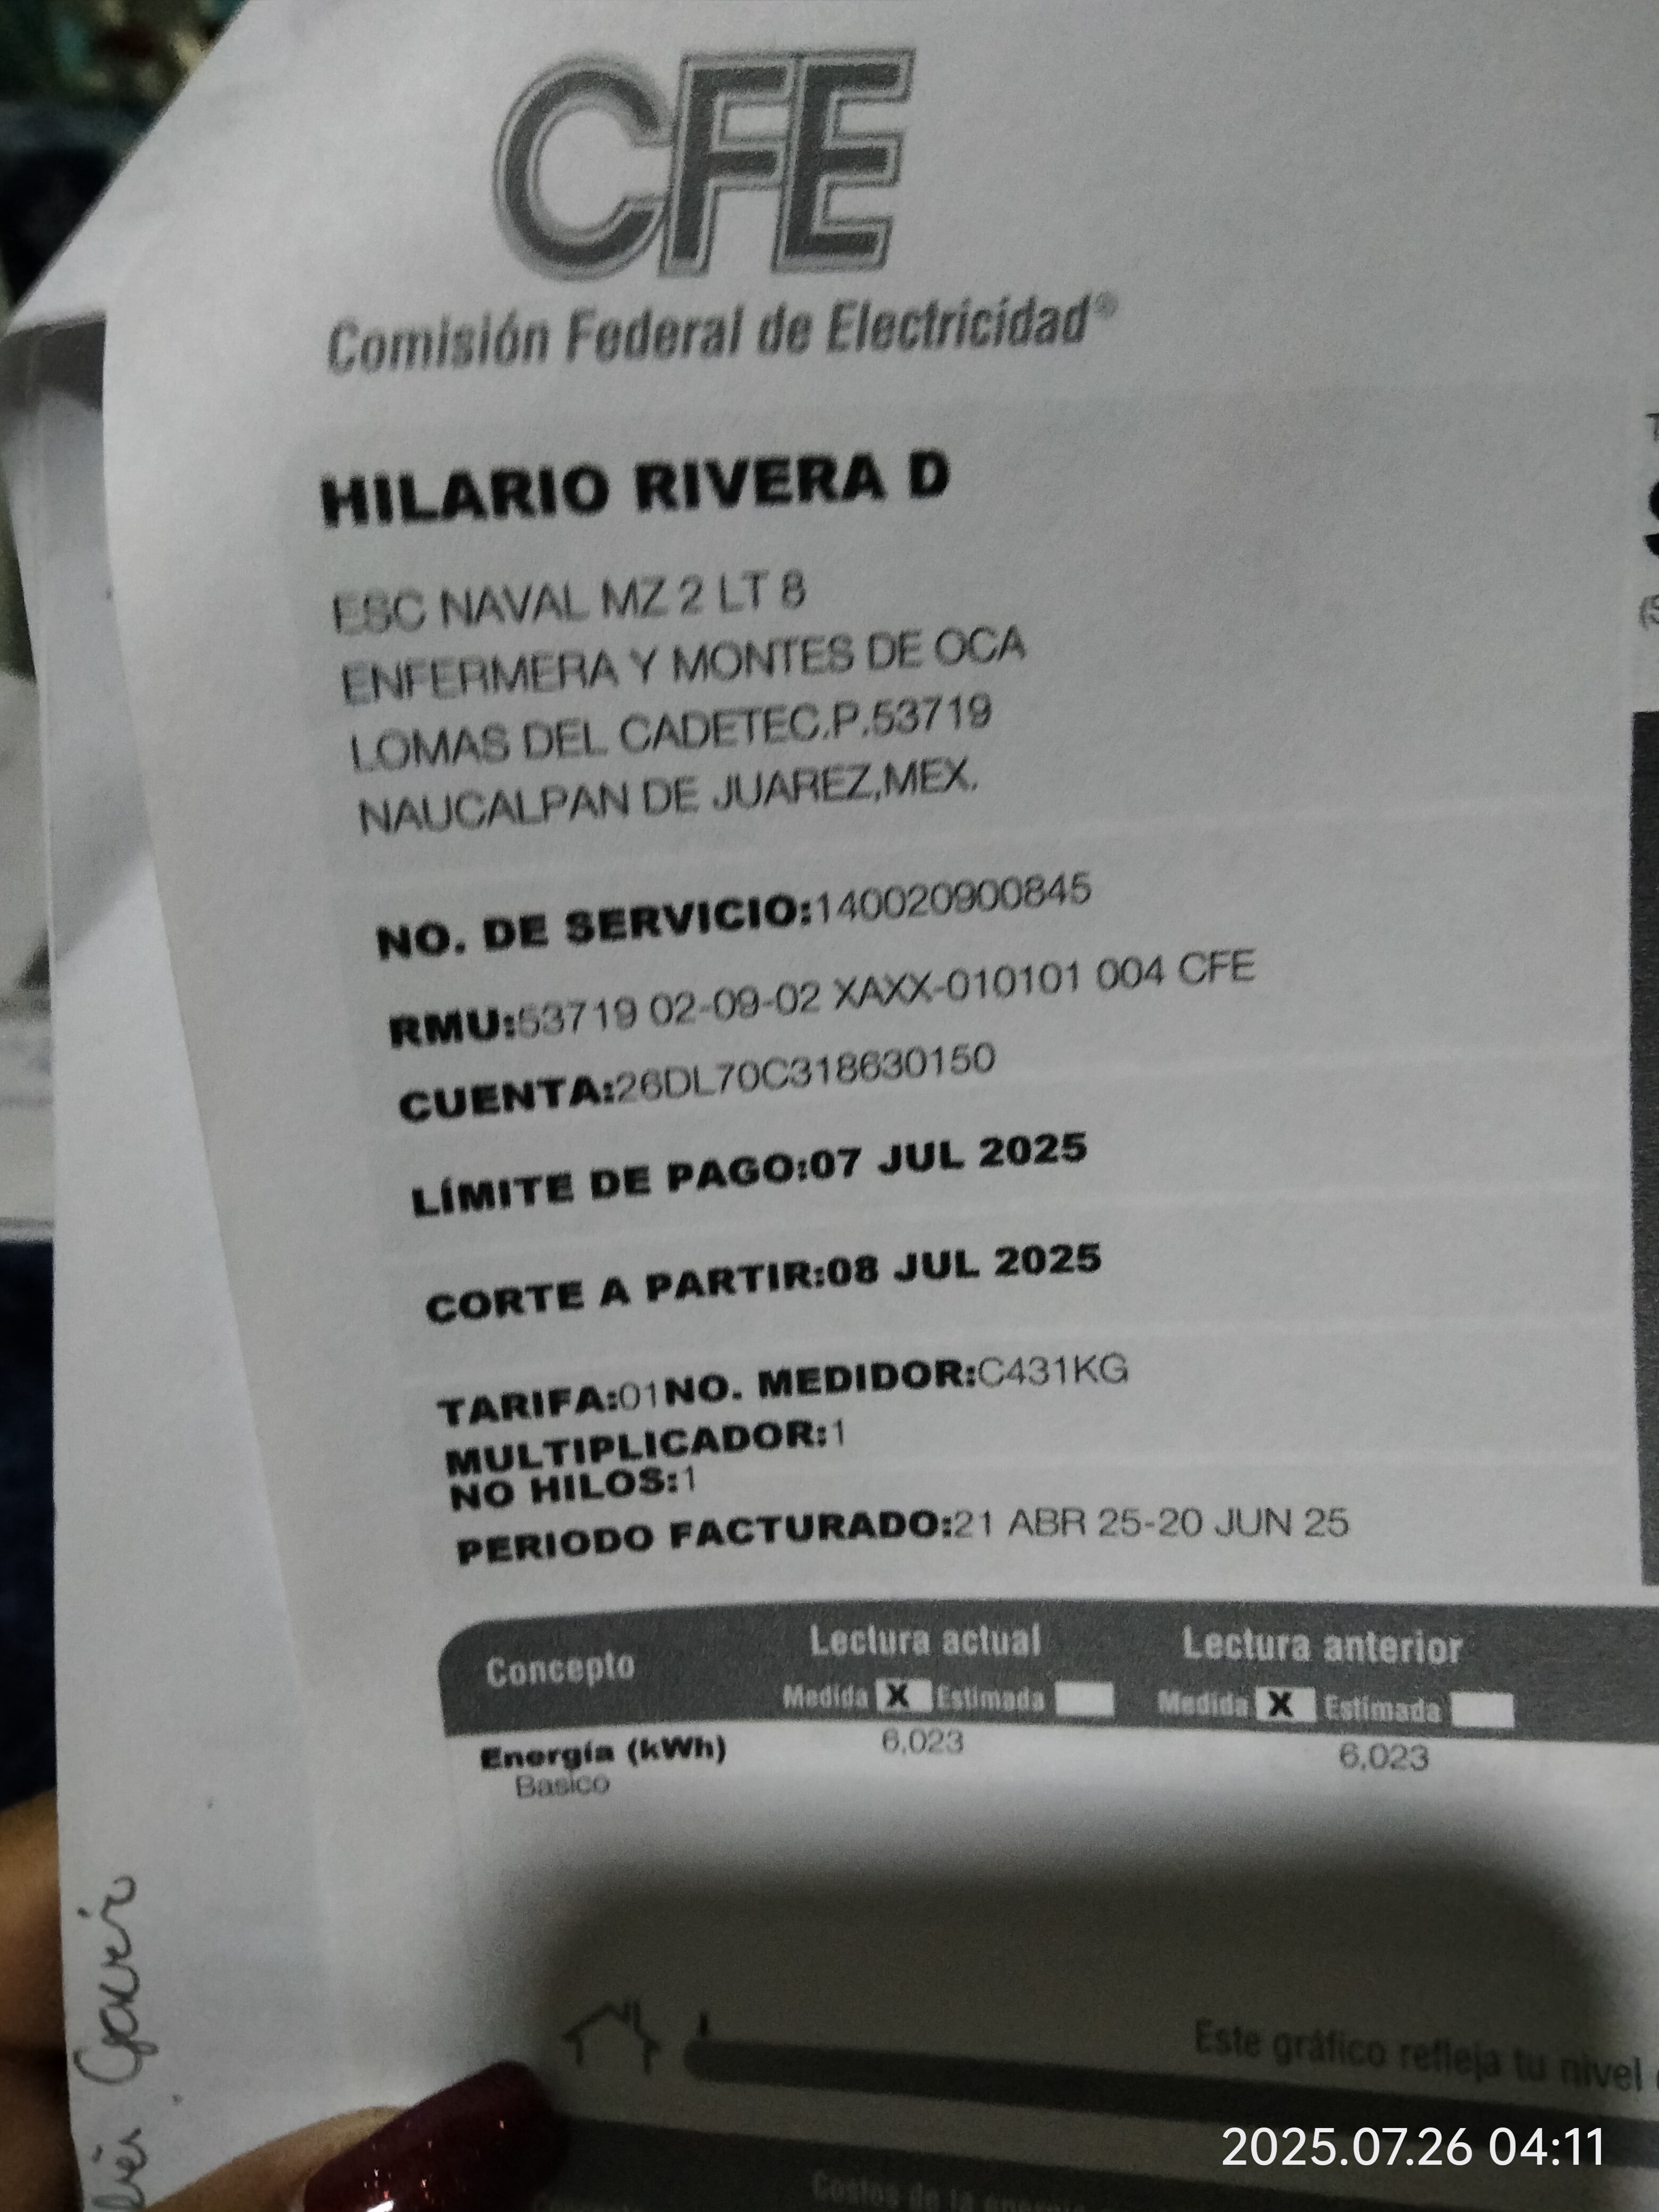 CFE
Comisión Federal de Electricidad®
HILARIO RIVERA D
ESC NAVAL MZ 2 LT 8
ENFERMERA Y MONTES DE OCA
LOMAS DEL CADETEC.P.53719
NAUCALPAN DE JUAREZ,MEX.
NO. DE SERVICIO:140020900845
RMU:53719 02-09-02 XAXX-010101 004 CFE
CUENTA:26DL70C318630150
LÍMITE DE PAGO:07 JUL 2025
CORTE A PARTIR:08 JUL 2025
TARIFA:01NO. MEDIDOR:C431KG
MULTIPLICADOR:1
NO HILOS:1
PERIODO FACTURADO:21 ABR 25-20 JUN 25
Concepto Lectura actual Lectura anterior
Medida X Estimada Medida X Estimada
Energía (kWh) 6,023 6,023
Basico
Este gráfico refleja tu nivel
Costos de la energía
2025.07.26 04:11